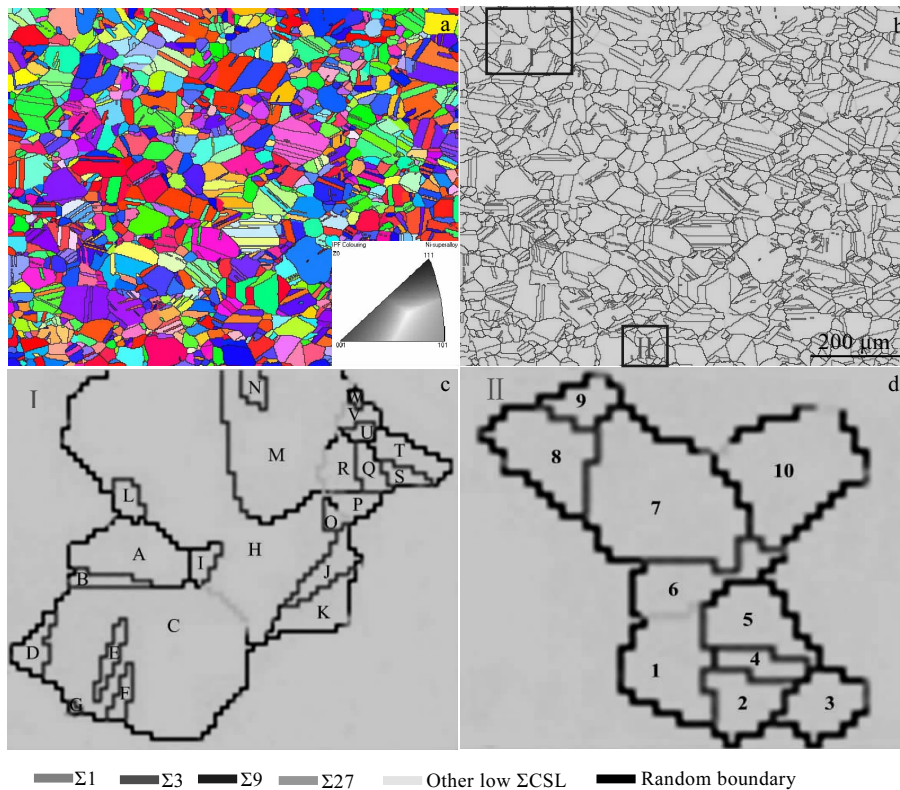 a
b
IPF Colouring Ni-superalloy
Z0
111
001 101
II
200 μm
I
c
N
W
V
U
M
T
R Q
S
L
P
O
A
H
I
B
J
K
C
D
E
F
G
II
d
9
8
10
7
6
5
4
1
2 3
Σ1 Σ3 Σ9 Σ27 Other low ΣCSL Random boundary